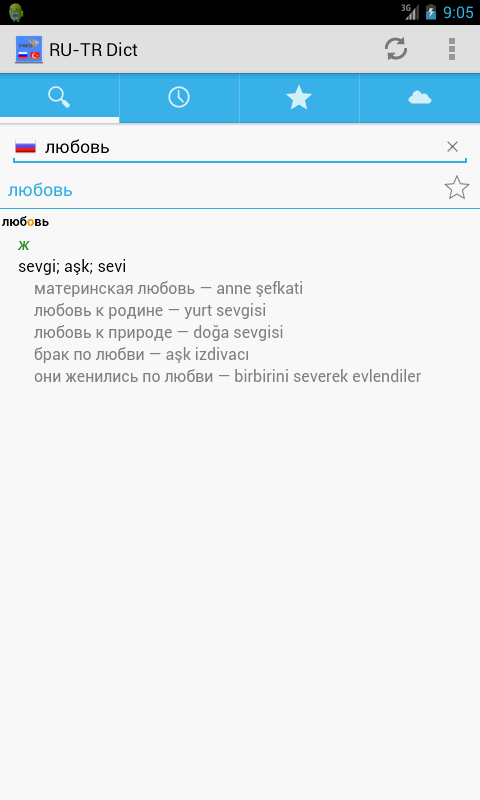 3G 9:05
RU-TR Dict
любовь
любовь
любовь
ж
sevgi; aşk; sevi
материнская любовь — anne şefkati
любовь к родине — yurt sevgisi
любовь к природе — doğa sevgisi
брак по любви — aşk izdivacı
они женились по любви — birbirini severek evlendiler